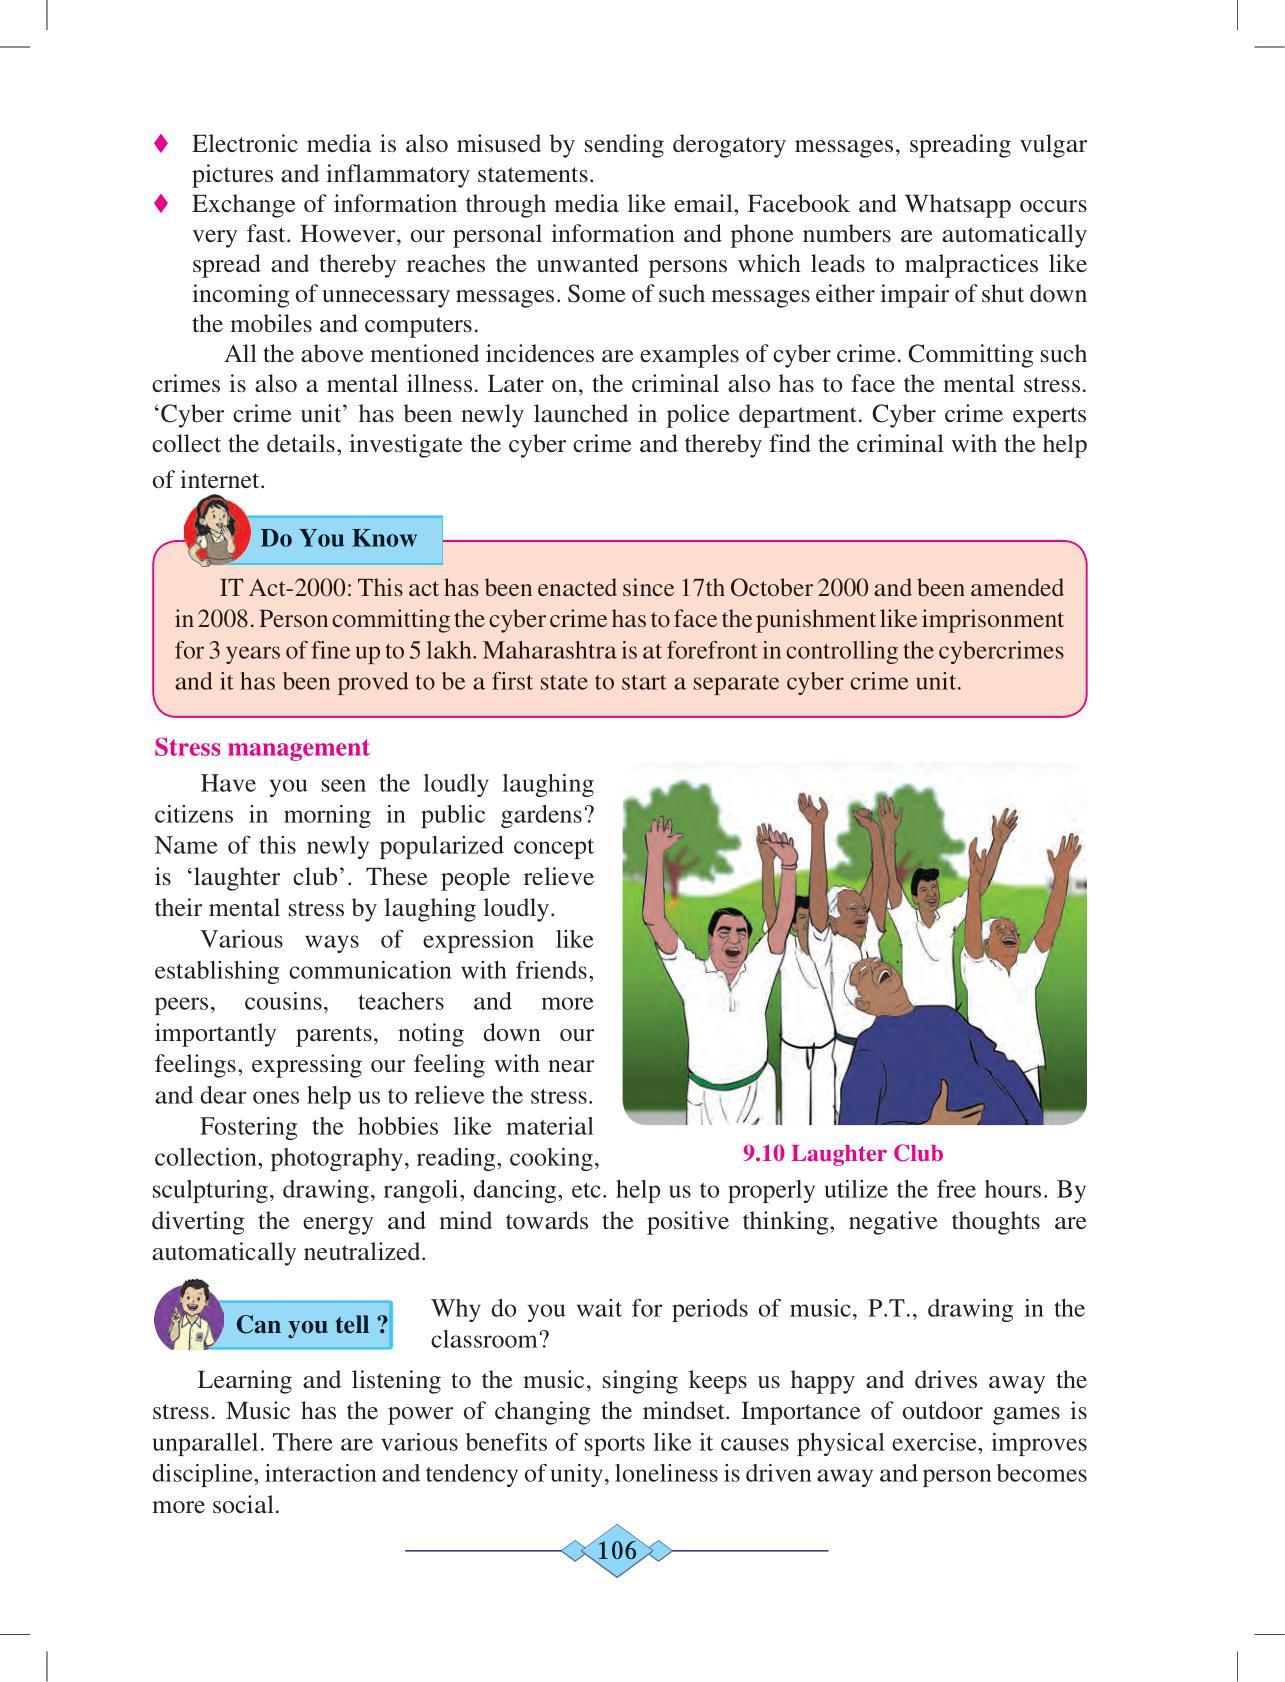 Electronic media is also misused by sending derogatory messages, spreading vulgar
pictures and inflammatory statements.
Exchange of information through media like email, Facebook and Whatsapp occurs
very fast. However, our personal information and phone numbers are automatically
spread and thereby reaches the unwanted persons which leads to malpractices like
incoming of unnecessary messages. Some of such messages either impair of shut down
the mobiles and computers.
All the above mentioned incidences are examples of cyber crime. Committing such
crimes is also a mental illness. Later on, the criminal also has to face the mental stress.
‘Cyber crime unit’ has been newly launched in police department. Cyber crime experts
collect the details, investigate the cyber crime and thereby find the criminal with the help
of internet.
Do You Know
IT Act-2000: This act has been enacted since 17th October 2000 and been amended
in 2008. Person committing the cyber crime has to face the punishment like imprisonment
for 3 years of fine up to 5 lakh. Maharashtra is at forefront in controlling the cybercrimes
and it has been proved to be a first state to start a separate cyber crime unit.
Stress management
Have you seen the loudly laughing
citizens in morning in public gardens?
Name of this newly popularized concept
is ‘laughter club’. These people relieve
their mental stress by laughing loudly.
Various ways of expression like
establishing communication with friends,
peers, cousins, teachers and more
importantly parents, noting down our
feelings, expressing our feeling with near
and dear ones help us to relieve the stress.
Fostering the hobbies like material
collection, photography, reading, cooking,
9.10 Laughter Club
sculpturing, drawing, rangoli, dancing, etc. help us to properly utilize the free hours. By
diverting the energy and mind towards the positive thinking, negative thoughts are
automatically neutralized.
Can you tell ?
Why do you wait for periods of music, P.T., drawing in the
classroom?
Learning and listening to the music, singing keeps us happy and drives away the
stress. Music has the power of changing the mindset. Importance of outdoor games is
unparallel. There are various benefits of sports like it causes physical exercise, improves
discipline, interaction and tendency of unity, loneliness is driven away and person becomes
more social.
106